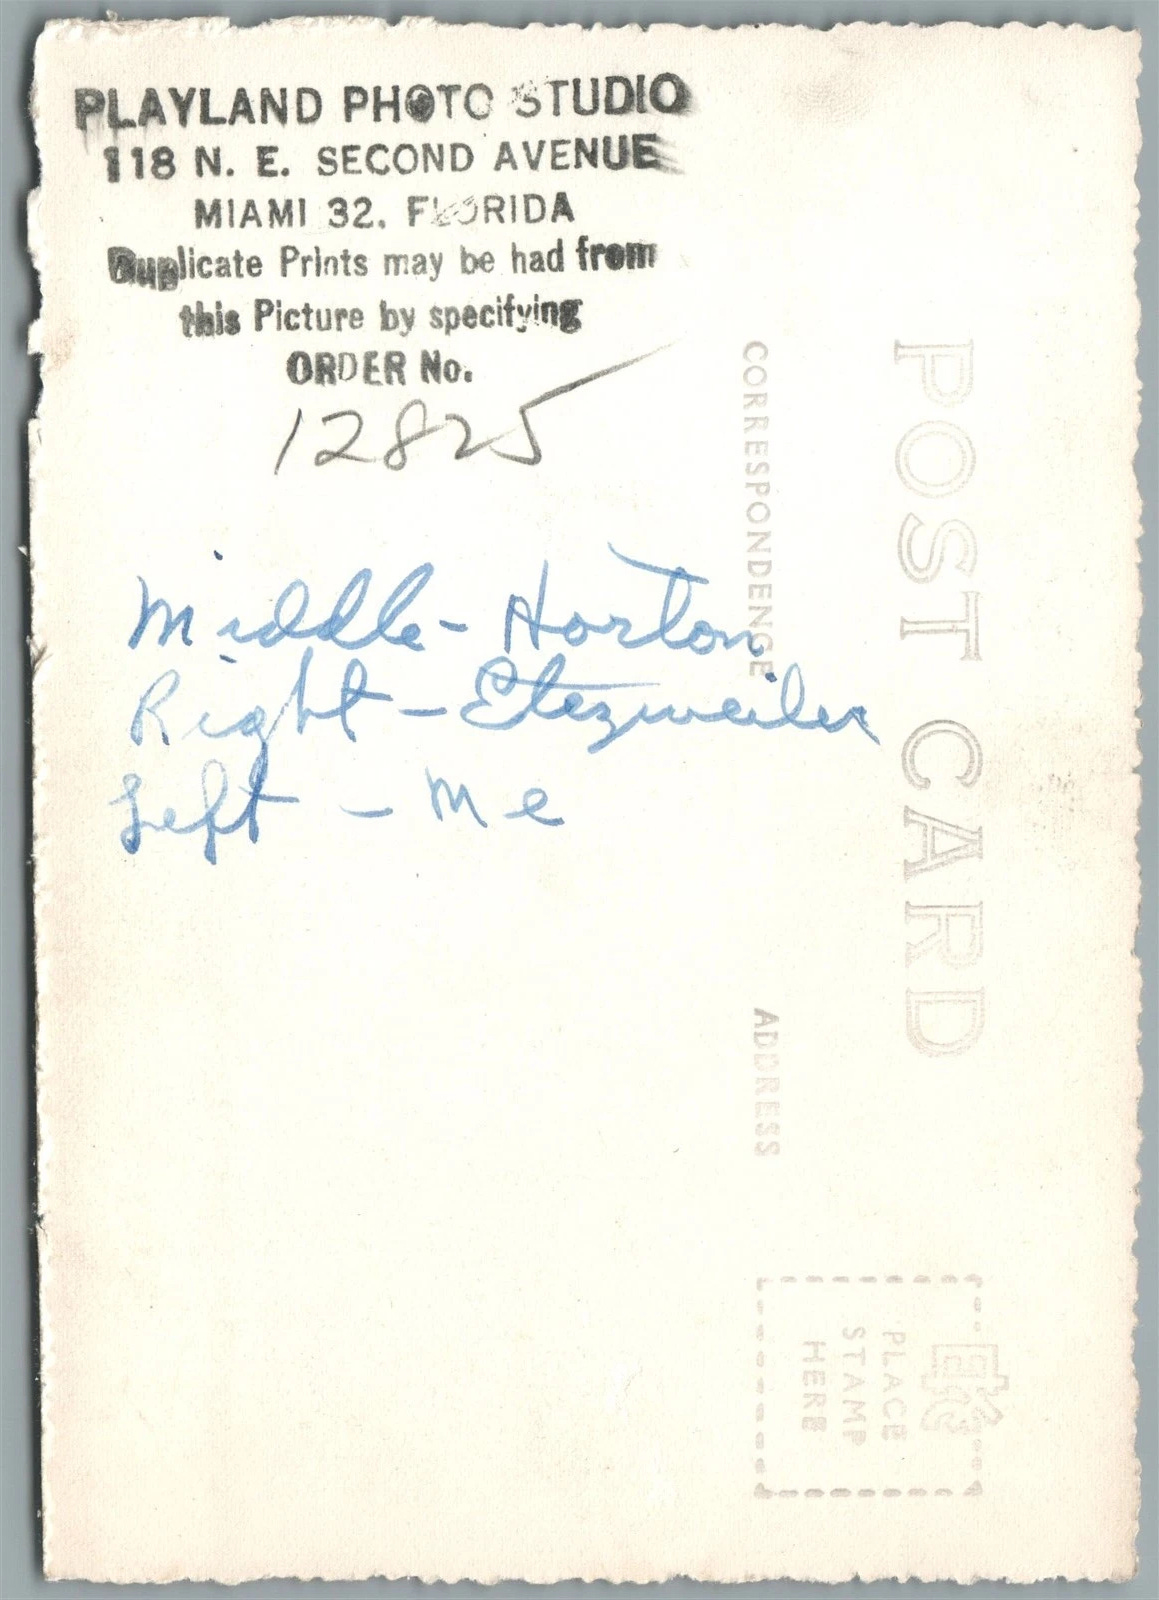 PLAYLAND PHOTO STUDIO
118 N. E. SECOND AVENUE
MIAMI 32, FLORIDA
Duplicate Prints may be had from
this Picture by specifying
ORDER No.
12825
Middle - Horton
Right - Etezweiler
Left - Me
POST CARD
CORRESPONDENCE
ADDRESS
EKC
PLACE
STAMP
HERE